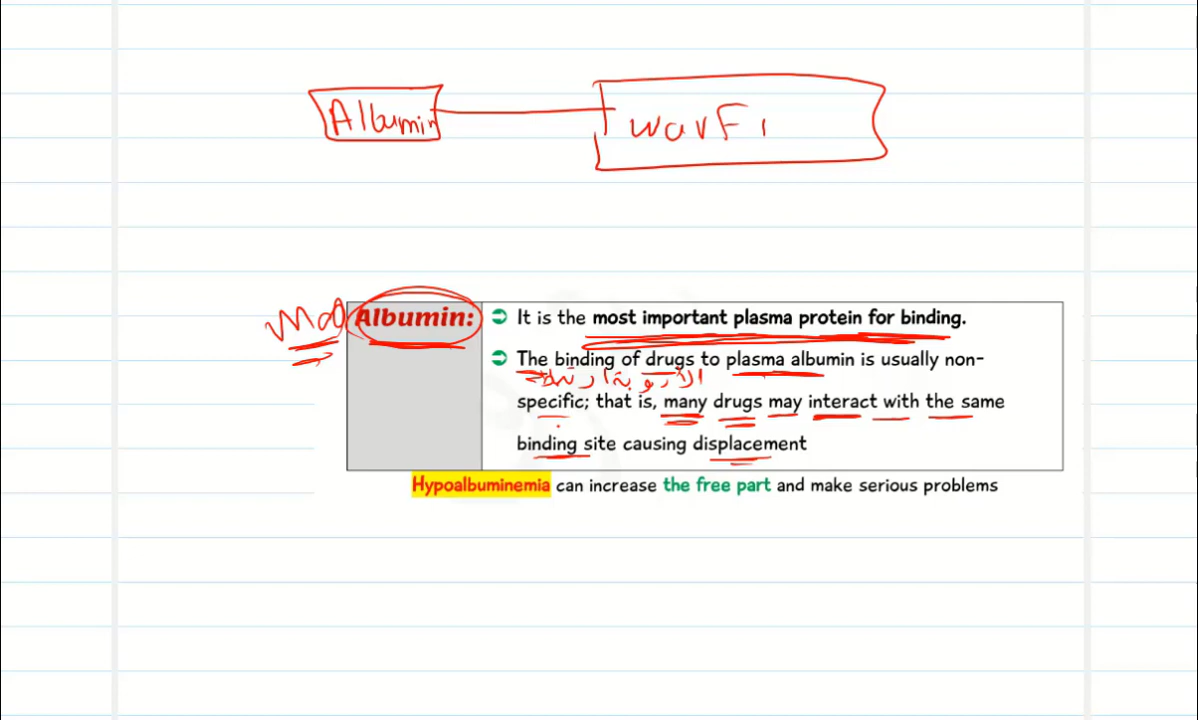 Albumin
warFi
Albumin:
➲ It is the most important plasma protein for binding.
➲ The binding of drugs to plasma albumin is usually non-
specific; that is, many drugs may interact with the same
binding site causing displacement
Hypoalbuminemia can increase the free part and make serious problems